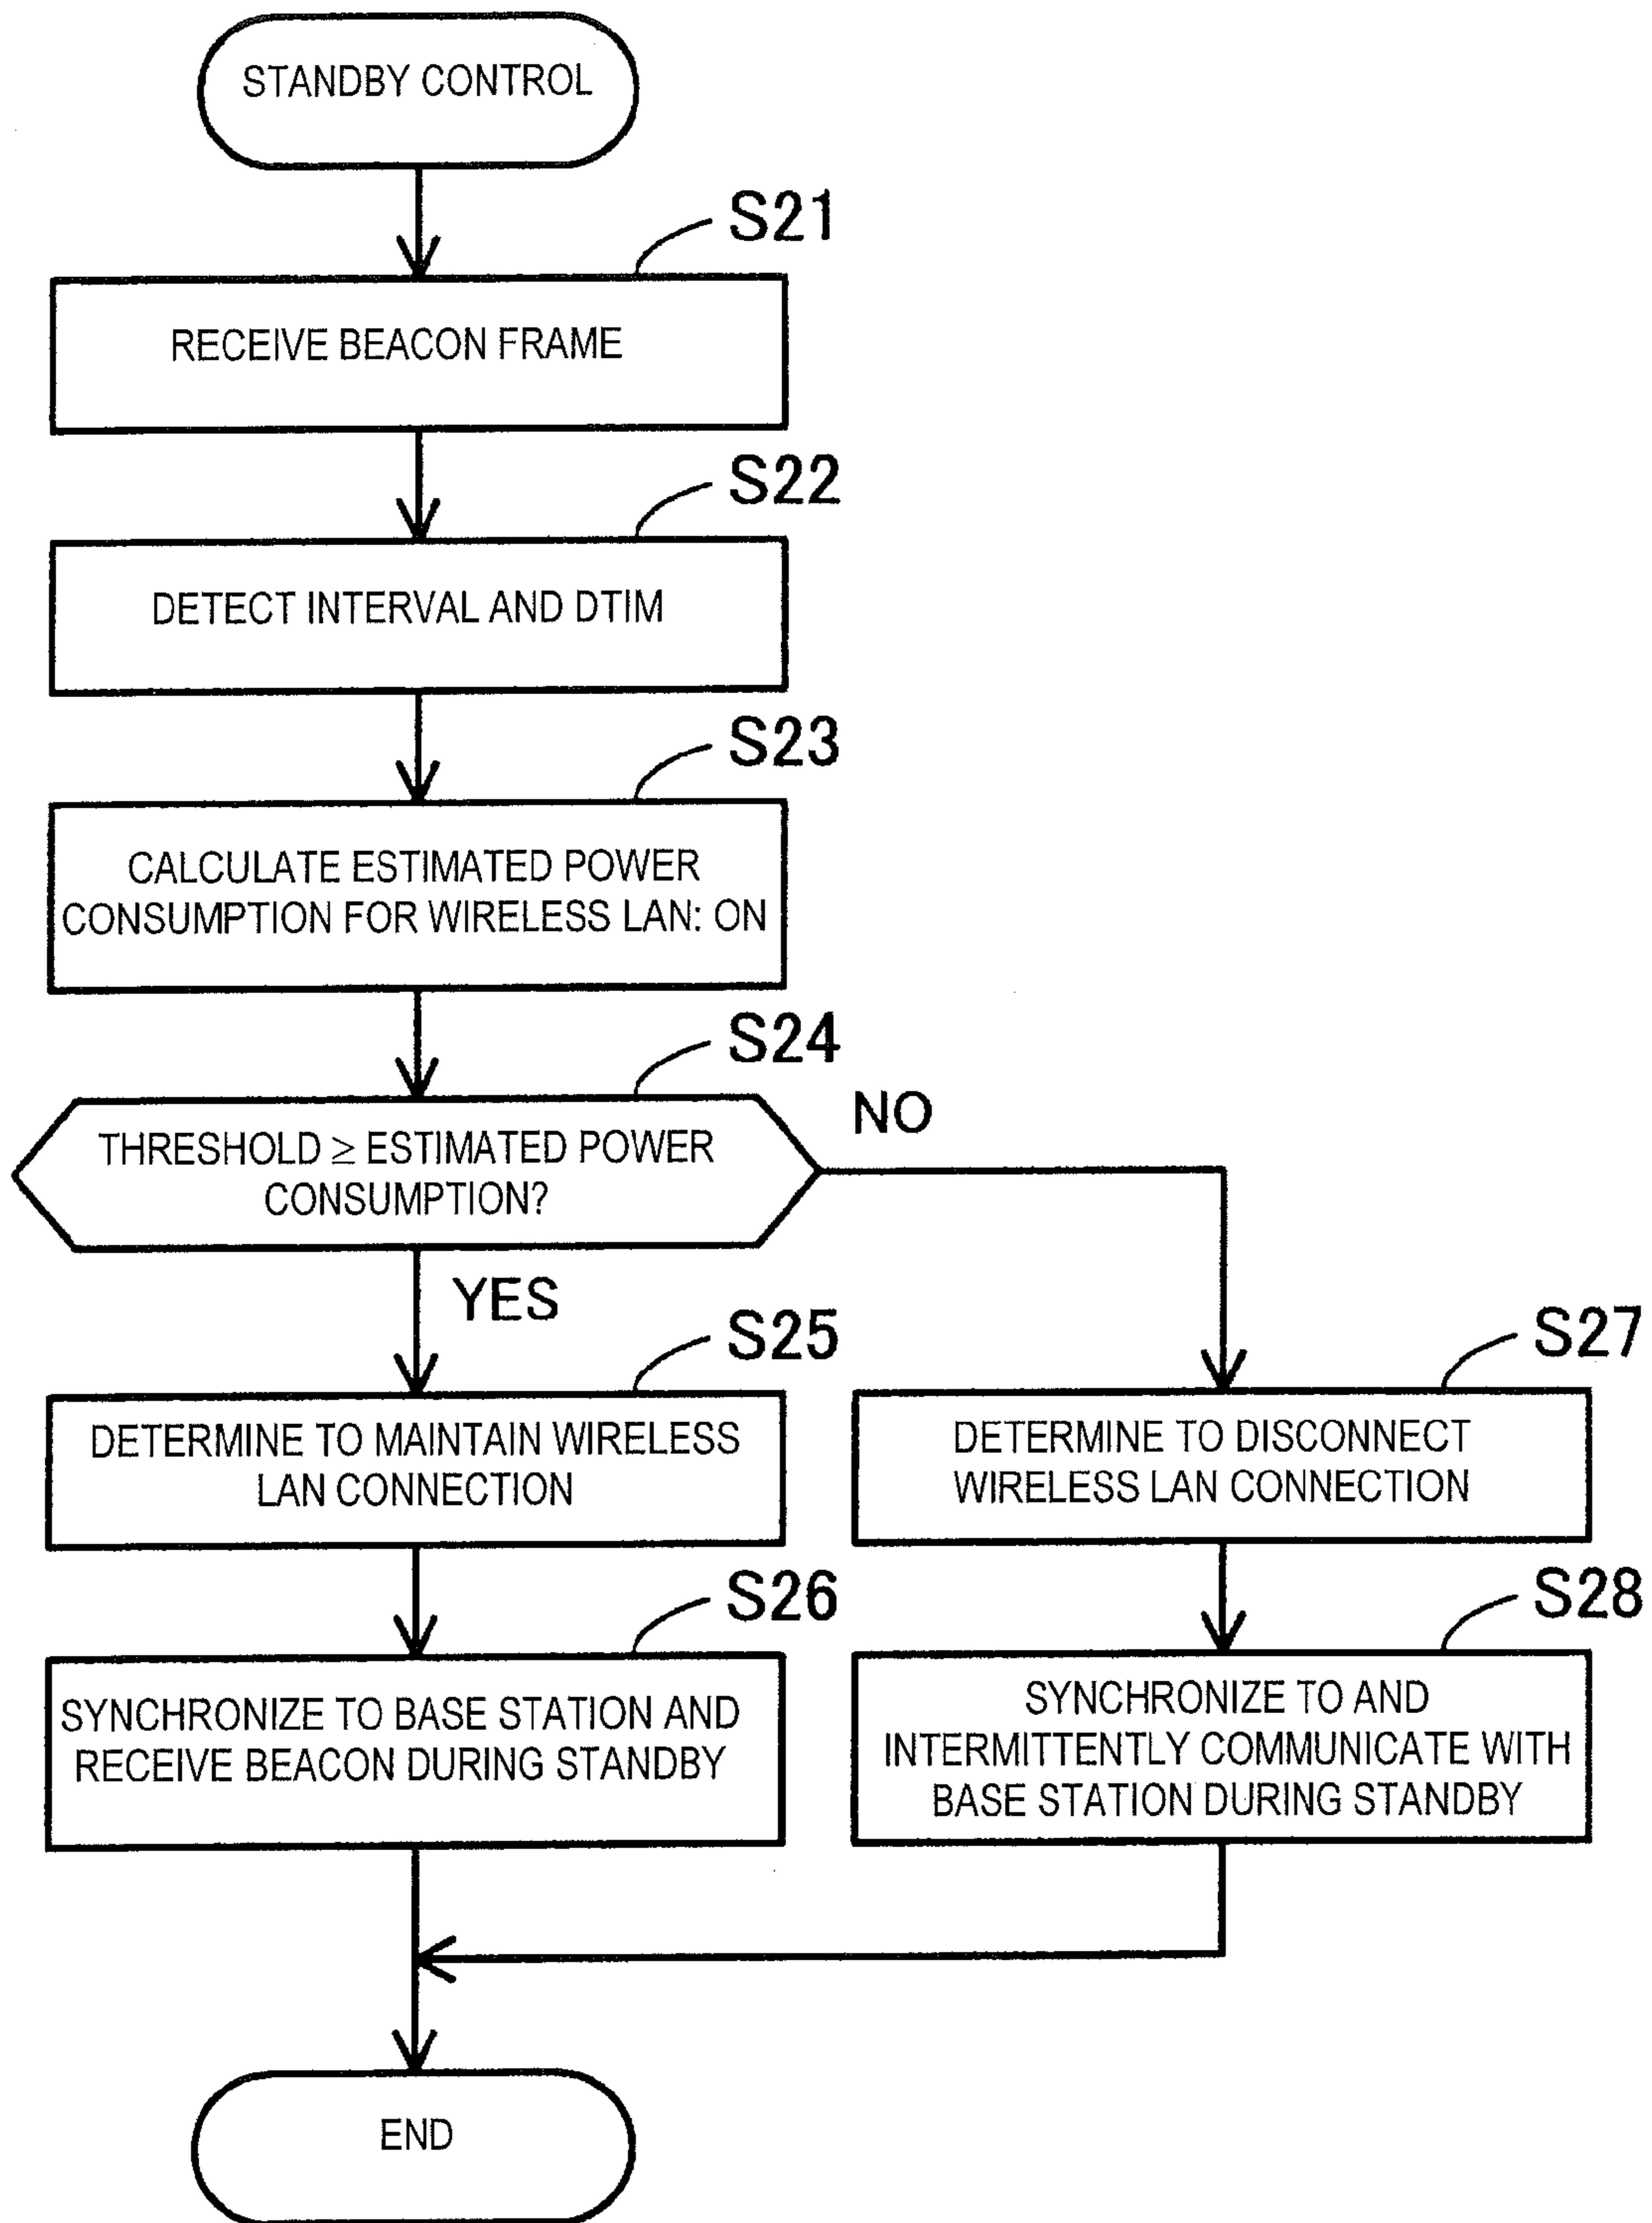 STANDBY CONTROL
S21
RECEIVE BEACON FRAME
S22
DETECT INTERVAL AND DTIM
S23
CALCULATE ESTIMATED POWER
CONSUMPTION FOR WIRELESS LAN: ON
S24
THRESHOLD ≥ ESTIMATED POWER
CONSUMPTION?
NO
YES
S25
DETERMINE TO MAINTAIN WIRELESS
LAN CONNECTION
S27
DETERMINE TO DISCONNECT
WIRELESS LAN CONNECTION
S26
SYNCHRONIZE TO BASE STATION AND
RECEIVE BEACON DURING STANDBY
S28
SYNCHRONIZE TO AND
INTERMITTENTLY COMMUNICATE WITH
BASE STATION DURING STANDBY
END